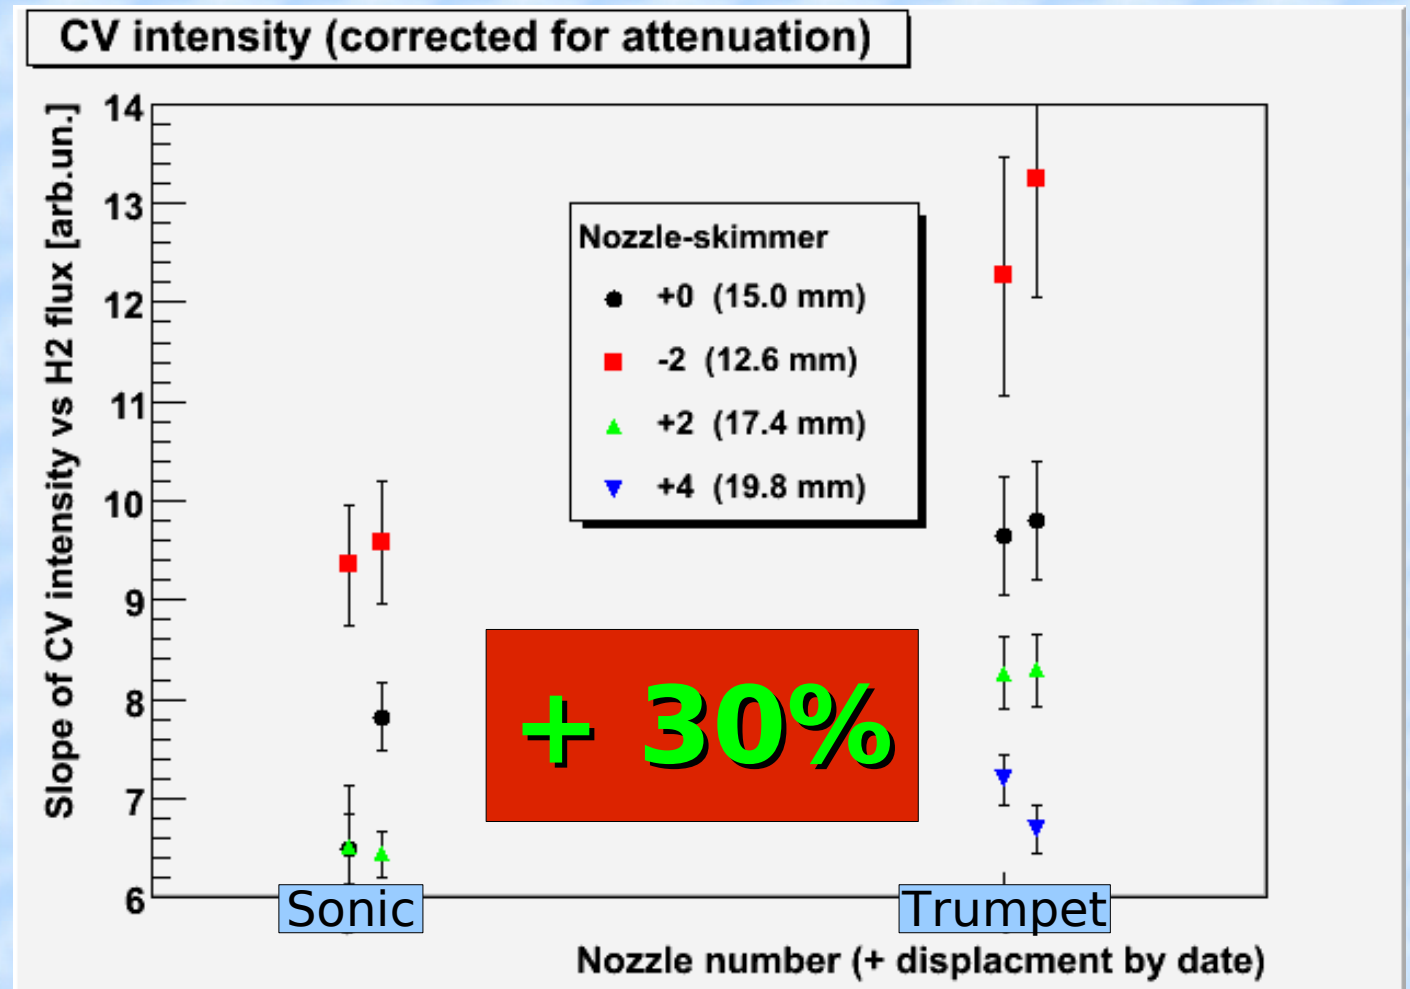 CV intensity (corrected for attenuation)
Slope of CV intensity vs H2 flux [arb.un.]
14
13
12
11
10
9
8
7
6
Nozzle-skimmer
+0 (15.0 mm)
-2 (12.6 mm)
+2 (17.4 mm)
+4 (19.8 mm)
+ 30%
Sonic
Trumpet
Nozzle number (+ displacment by date)